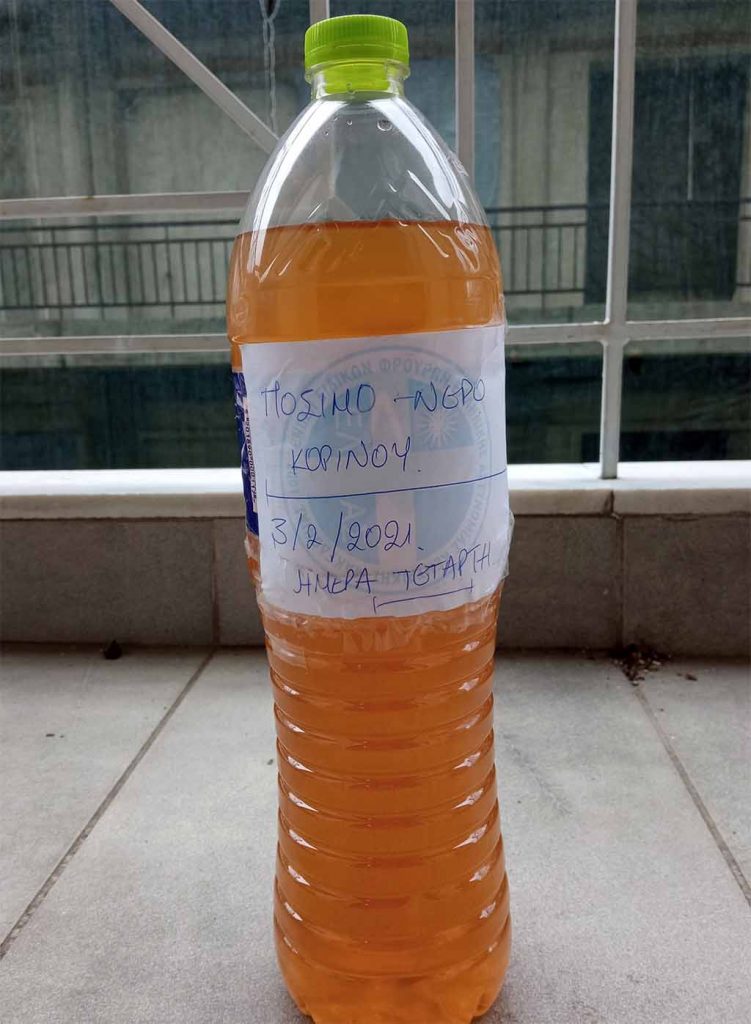 ΠΟΣΙΜΟ - ΝΕΡΟ
ΚΟΡΙΝΟΥ.
3/2/2021.
ΗΜΕΡΑ ΤΕΤΑΡΤΗ